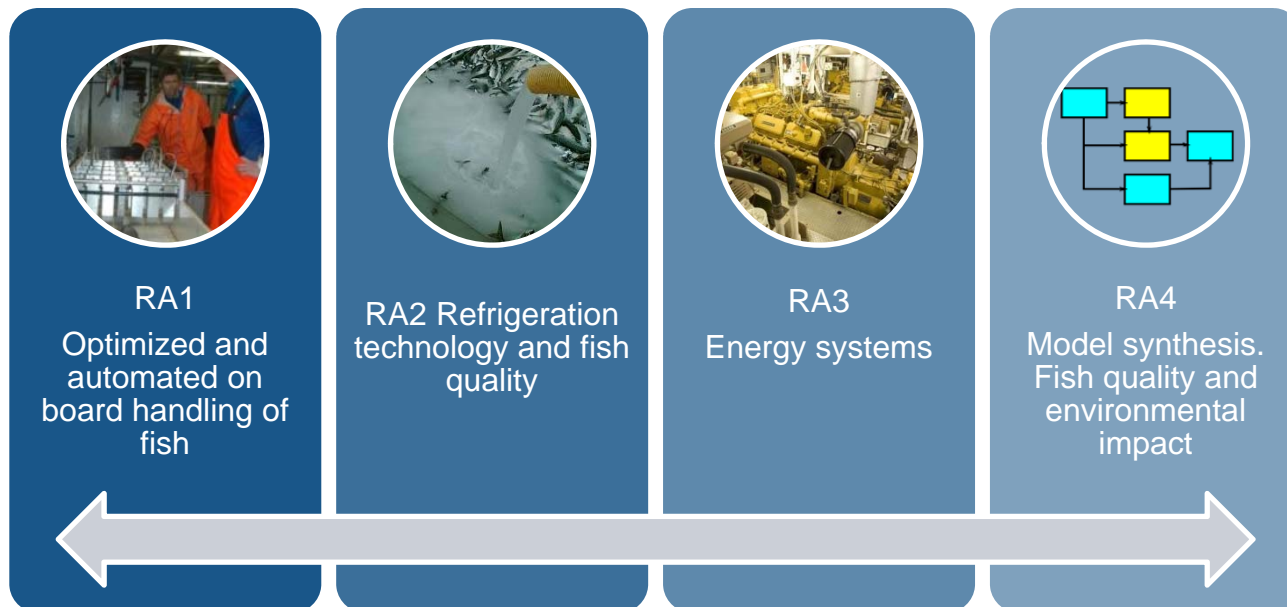 RA1
Optimized and
automated on
board handling of
fish
RA2 Refrigeration
technology and fish
quality
RA3
Energy systems
RA4
Model synthesis.
Fish quality and
environmental
impact